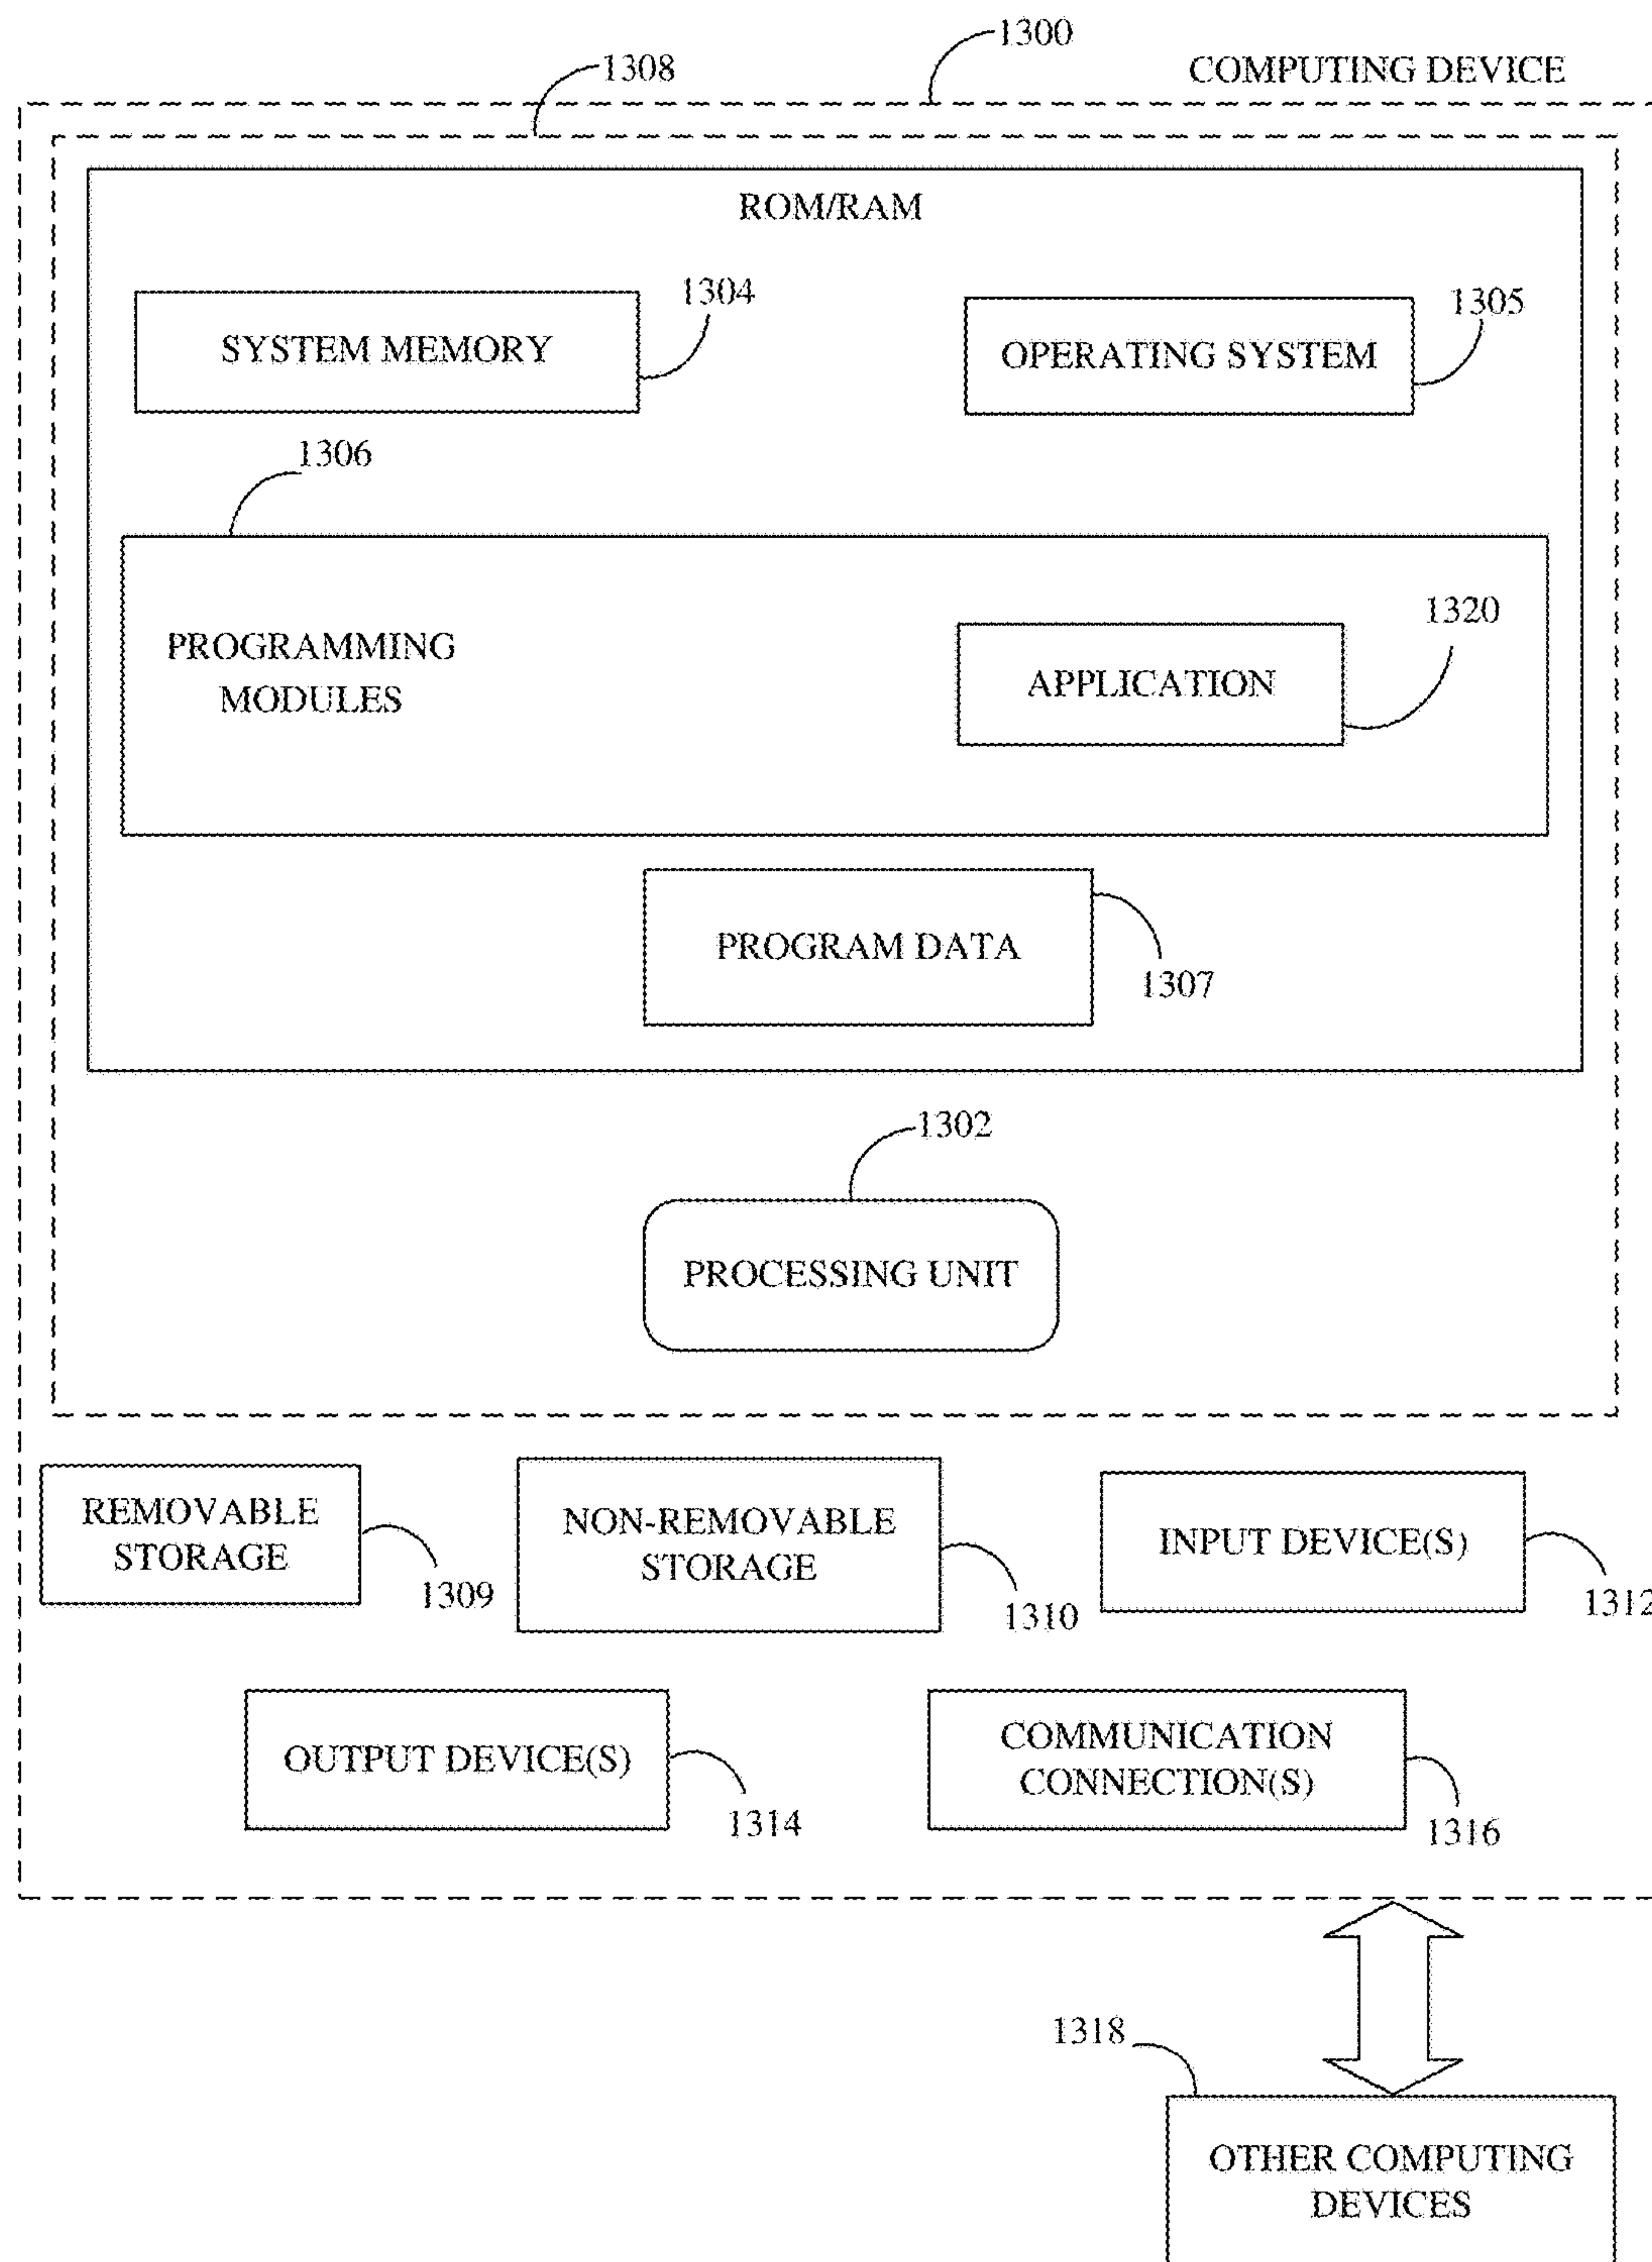 1300
COMPUTING DEVICE
1308
ROM/RAM
1304
1305
SYSTEM MEMORY
OPERATING SYSTEM
1306
1320
PROGRAMMING
MODULES
APPLICATION
PROGRAM DATA
1307
1302
PROCESSING UNIT
REMOVABLE
STORAGE
1309
NON-REMOVABLE
STORAGE
1310
INPUT DEVICE(S)
1312
OUTPUT DEVICE(S)
1314
COMMUNICATION
CONNECTION(S)
1316
1318
OTHER COMPUTING
DEVICES